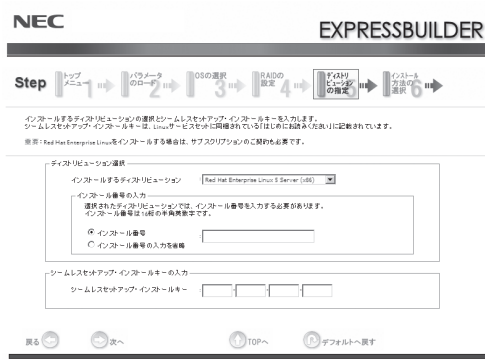 NEC
EXPRESSBUILDER
Step
トップ
メニュー 1
パラメータ
のロード 2
OSの選択 3
RAIDの
設定 4
ディストリ
ビューション
の指定
インストール
方法の
選択 6
インストールするディストリビューションの選択とシームレスセットアップ・インストールキーを入力します。
シームレスセットアップ・インストールキーは、Linuxサービスセットに同梱されている「はじめにお読みください」に記載されています。
重要：Red Hat Enterprise Linuxをインストールする場合は、サブスクリプションのご契約も必要です。
ディストリビューション選択
インストールするディストリビューション : Red Hat Enterprise Linux 5 Server (x86)
インストール番号の入力
選択されたディストリビューションでは、インストール番号を入力する必要があります。
インストール番号は16桁の半角英数字です。
インストール番号 :
インストール番号の入力を省略
シームレスセットアップ・インストールキーの入力
シームレスセットアップ・インストールキー : - - -
戻る 次へ TOPへ デフォルトへ戻す